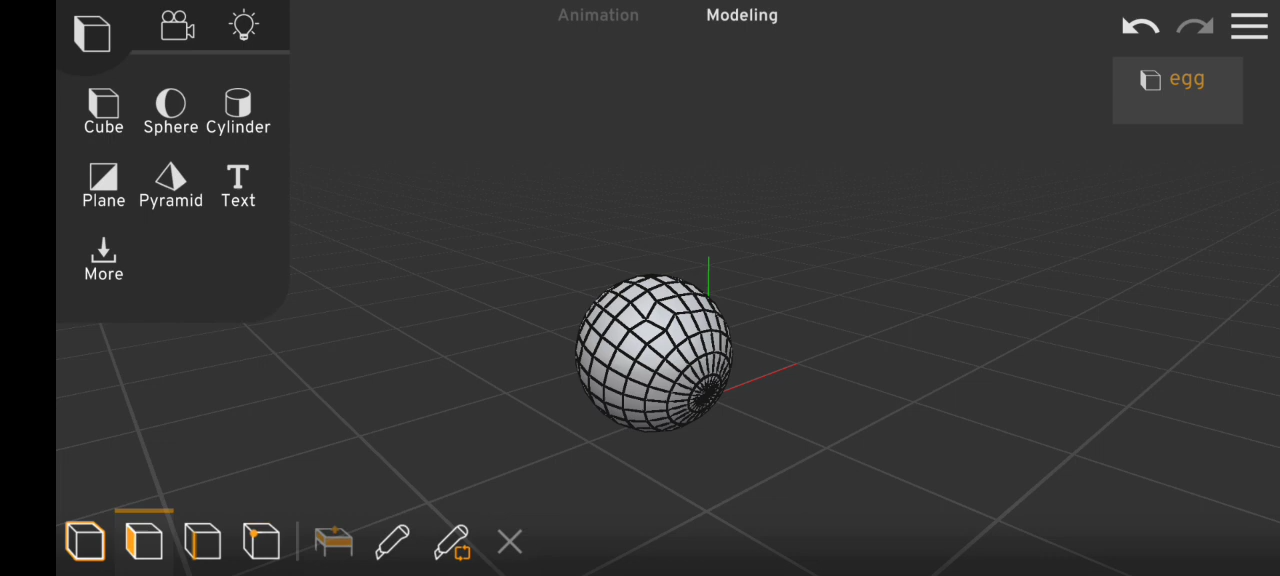 Animation Modeling
egg
Cube Sphere Cylinder
Plane Pyramid Text
More